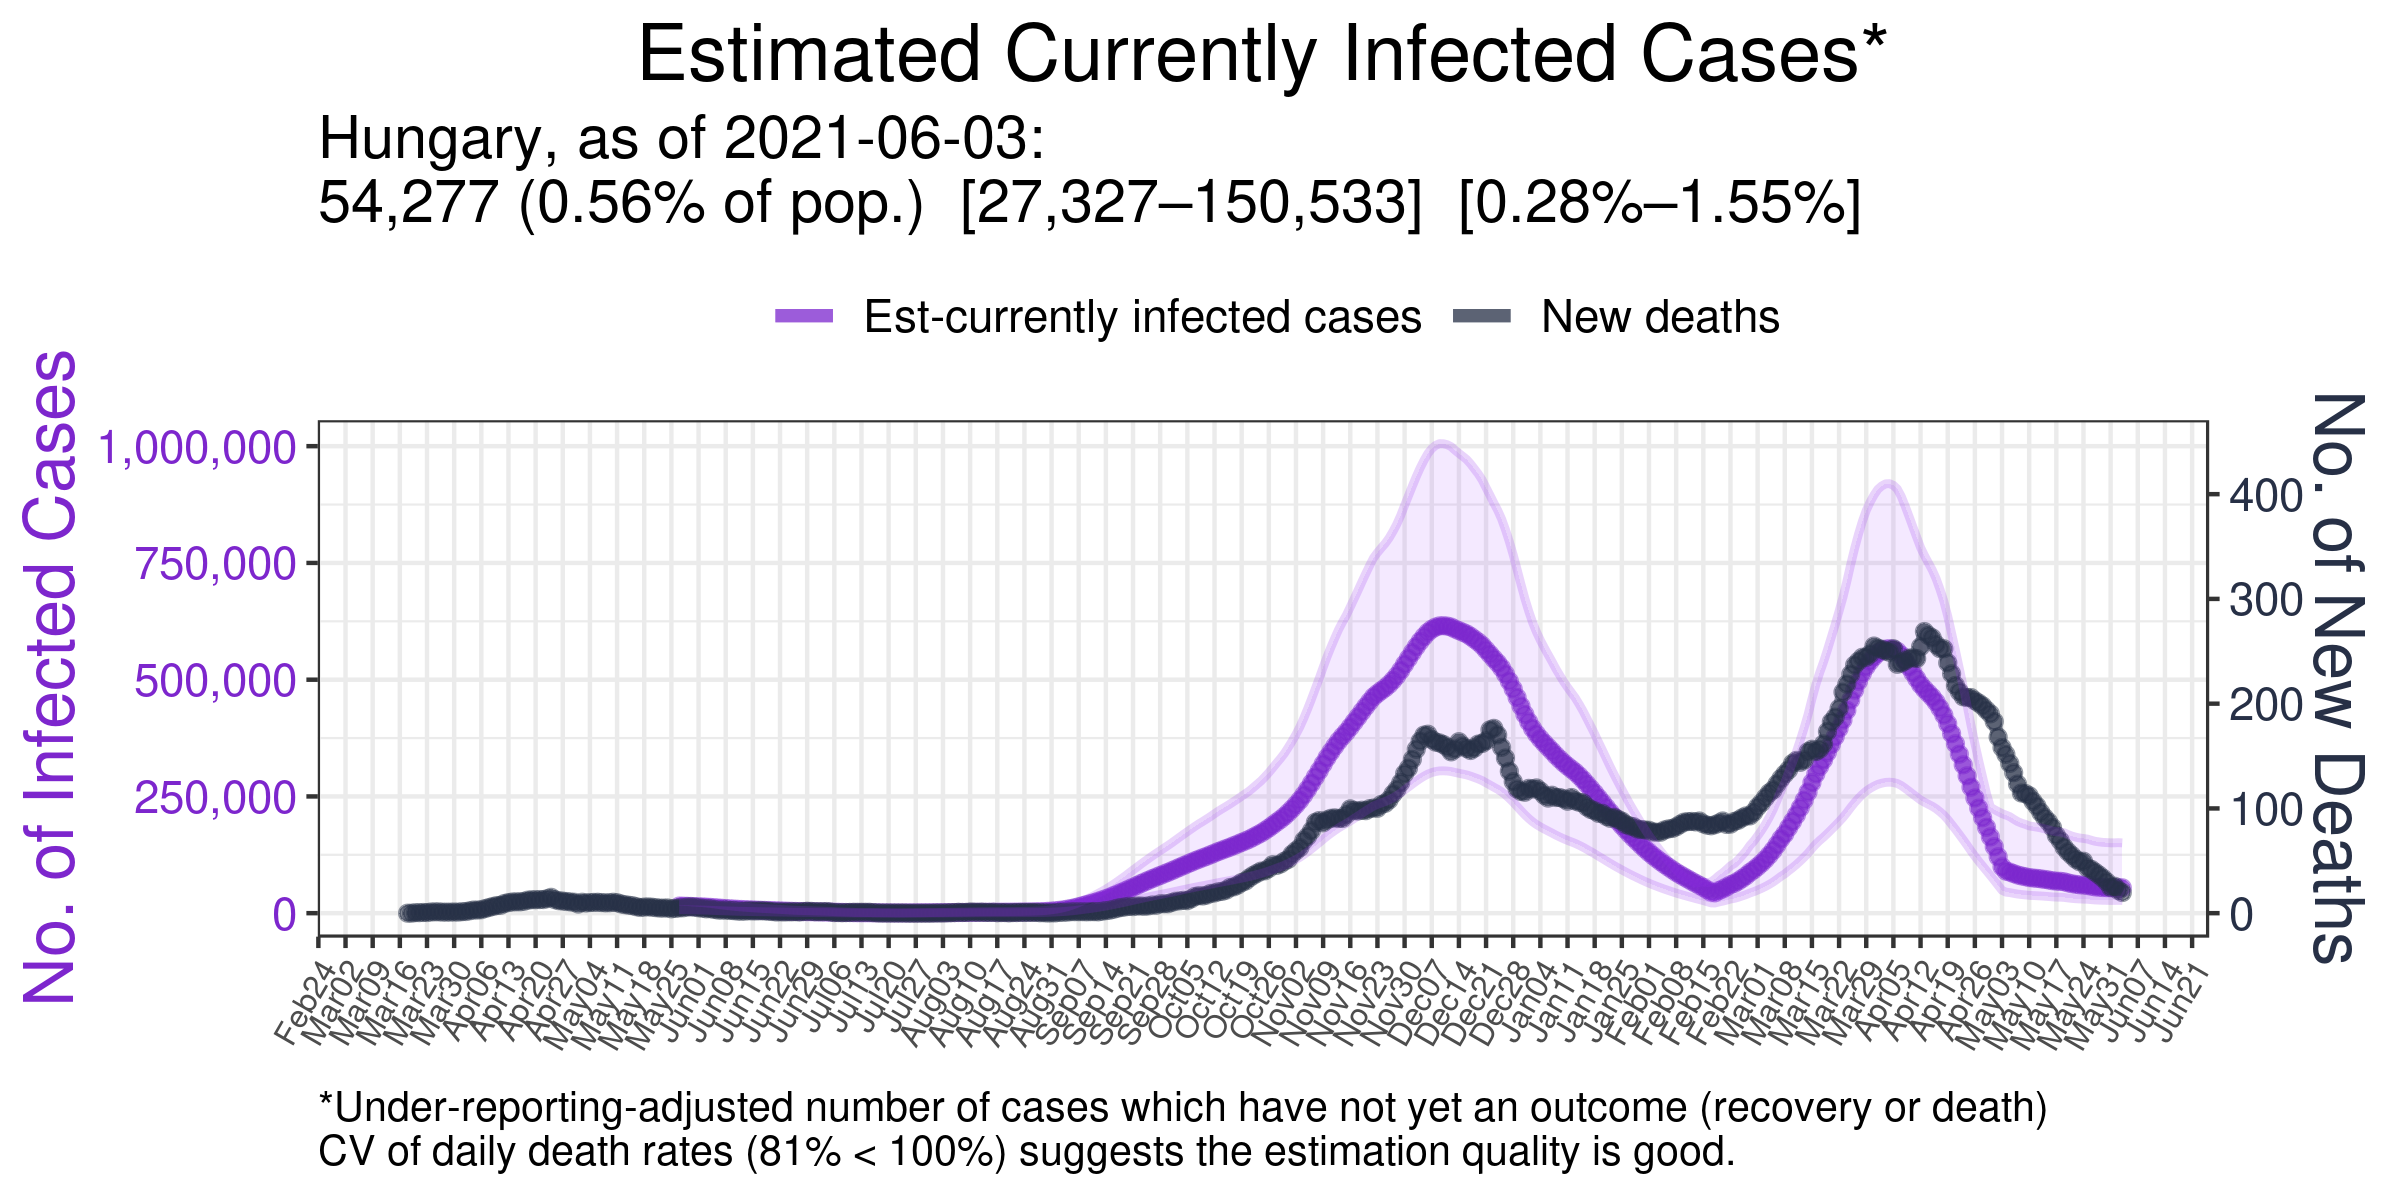 Estimated Currently Infected Cases*
Hungary, as of 2021-06-03:
54,277 (0.56% of pop.) [27,327–150,533] [0.28%–1.55%]
Est-currently infected cases New deaths
No. of Infected Cases
1,000,000
750,000
500,000
250,000
0
400
300
200
100
0
No. of New Deaths
Feb24 Mar02 Mar09 Mar16 Mar23 Mar30 Apr06 Apr13 Apr20 Apr27 May04 May11 May18 May25 Jun01 Jun08 Jun15 Jun22 Jun29 Jul06 Jul13 Jul20 Jul27 Aug03 Aug10 Aug17 Aug24 Aug31 Sep07 Sep14 Sep21 Sep28 Oct05 Oct12 Oct19 Oct26 Nov02 Nov09 Nov16 Nov23 Nov30 Dec07 Dec14 Dec21 Dec28 Jan04 Jan11 Jan18 Jan25 Feb01 Feb08 Feb15 Feb22 Mar01 Mar08 Mar15 Mar22 Mar29 Apr05 Apr12 Apr19 Apr26 May03 May10 May17 May24 May31 Jun07 Jun14 Jun21
*Under-reporting-adjusted number of cases which have not yet an outcome (recovery or death)
CV of daily death rates (81% < 100%) suggests the estimation quality is good.